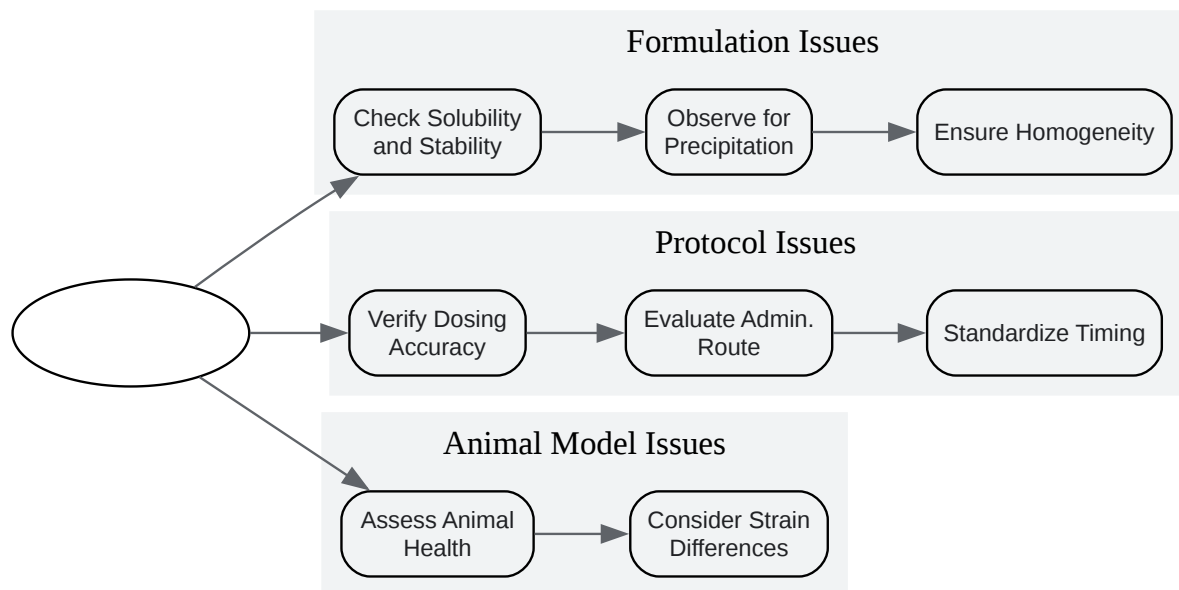 Formulation Issues
Check Solubility
and Stability
Observe for
Precipitation
Ensure Homogeneity
Protocol Issues
Verify Dosing
Accuracy
Evaluate Admin.
Route
Standardize Timing
Animal Model Issues
Assess Animal
Health
Consider Strain
Differences